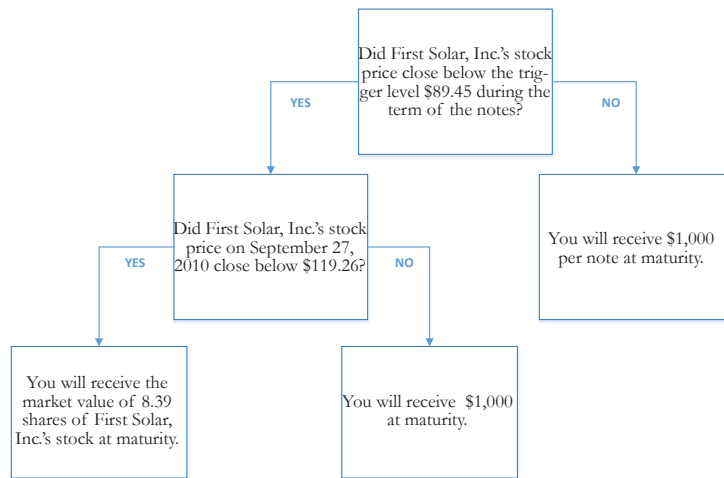 Did First Solar, Inc.'s stock
price close below the trig-
ger level $89.45 during the
term of the notes?
YES
NO
Did First Solar, Inc.'s stock
price on September 27,
2010 close below $119.26?
You will receive $1,000
per note at maturity.
YES
NO
You will receive the
market value of 8.39
shares of First Solar,
Inc.'s stock at maturity.
You will receive $1,000
at maturity.